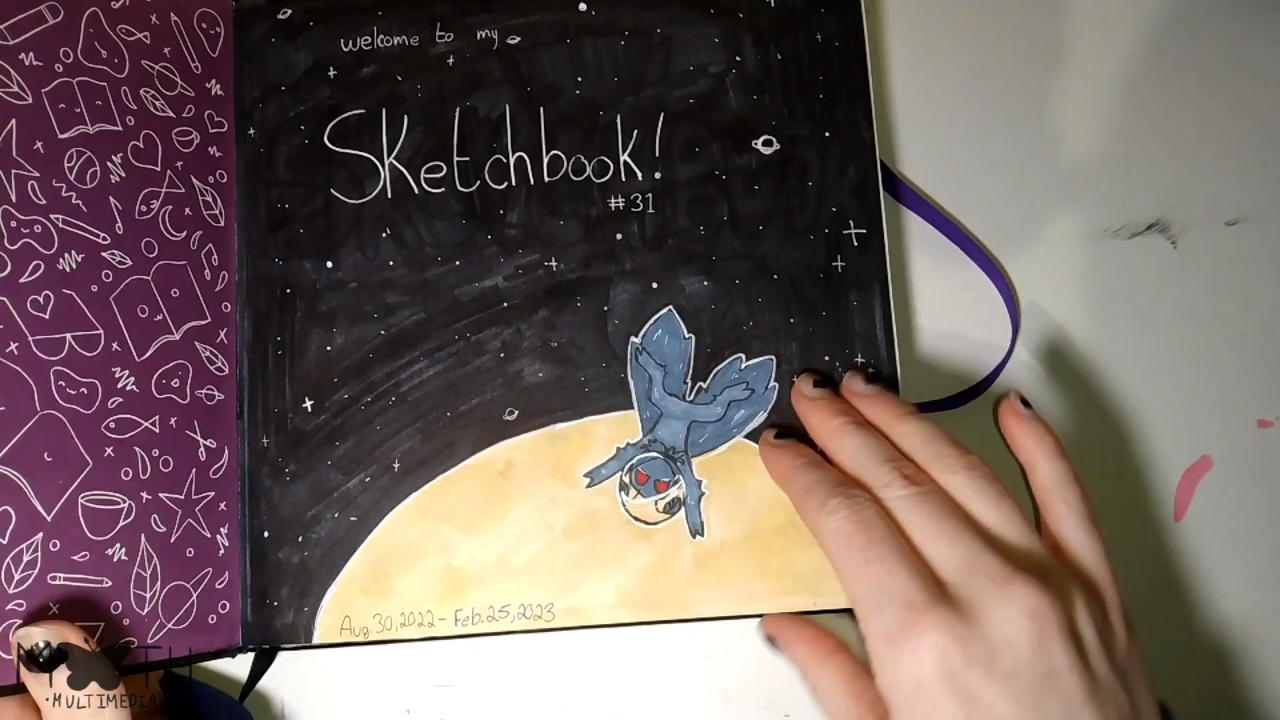 welcome to my
Sketchbook!
#31
Aug.30,2022- Feb.25,2023
·MULTIMEDIA